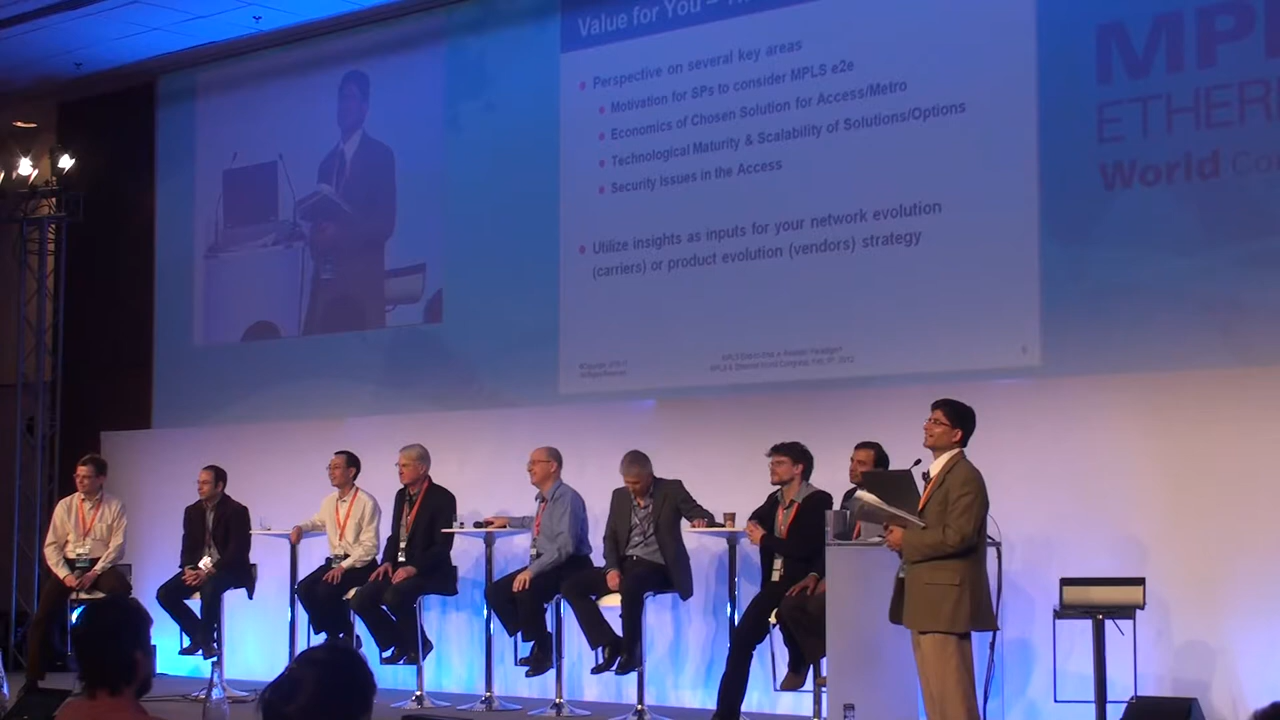 Value for You –
Perspective on several key areas
Motivation for SPs to consider MPLS e2e
Economics of Chosen Solution for Access/Metro
Technological Maturity & Scalability of Solutions/Options
Security Issues in the Access
Utilize insights as inputs for your network evolution
(carriers) or product evolution (vendors) strategy
MPL
ETHER
World Co